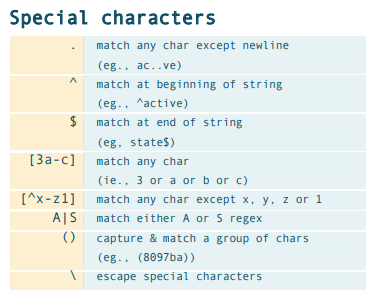 Special characters
. match any char except newline
(eg., ac..ve)
^ match at beginning of string
(eg., ^active)
$ match at end of string
(eg, state$)
[3a-c] match any char
(ie., 3 or a or b or c)
[^x-z1] match any char except x, y, z or 1
A|S match either A or S regex
() capture & match a group of chars
(eg., (8097ba))
\ escape special characters